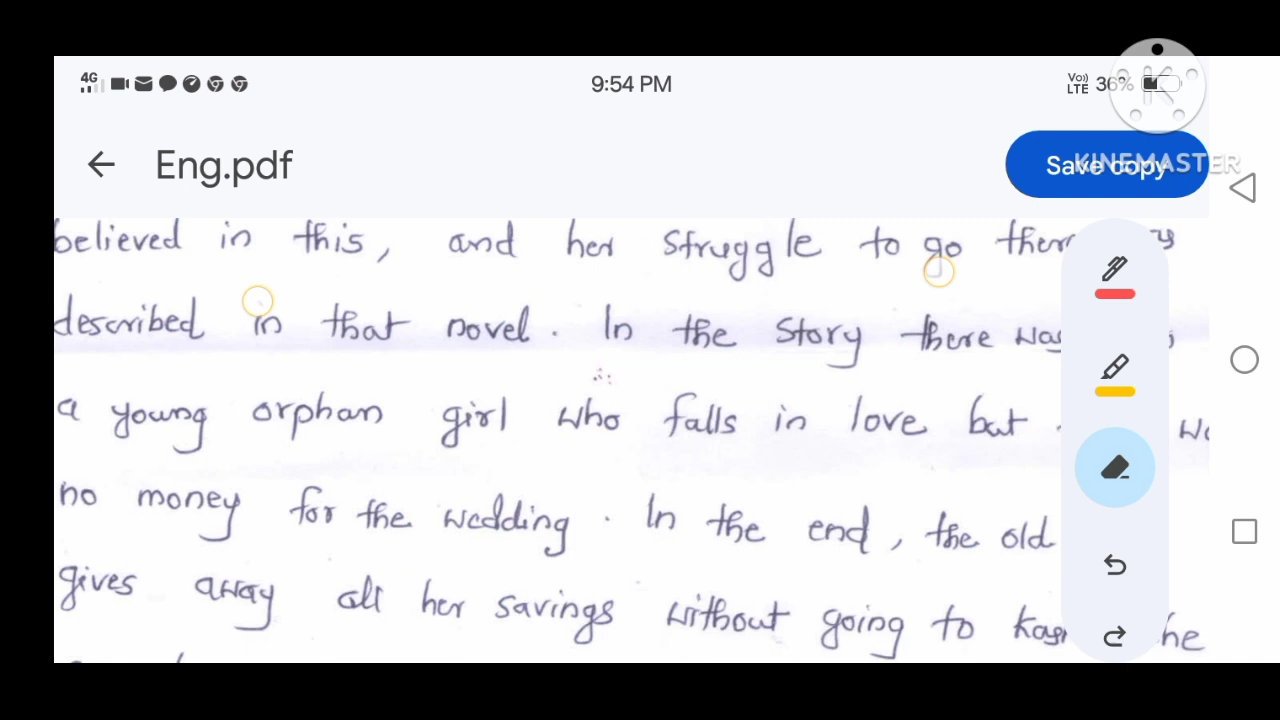 4G 9:54 PM Vo) LTE 36%
KINEMASTER
← Eng.pdf Save copy
believed in this, and her struggle to go there
described in that novel. In the Story there was
a young orphan girl who falls in love but
no money for the wedding. In the end, the old
gives away all her savings without going to